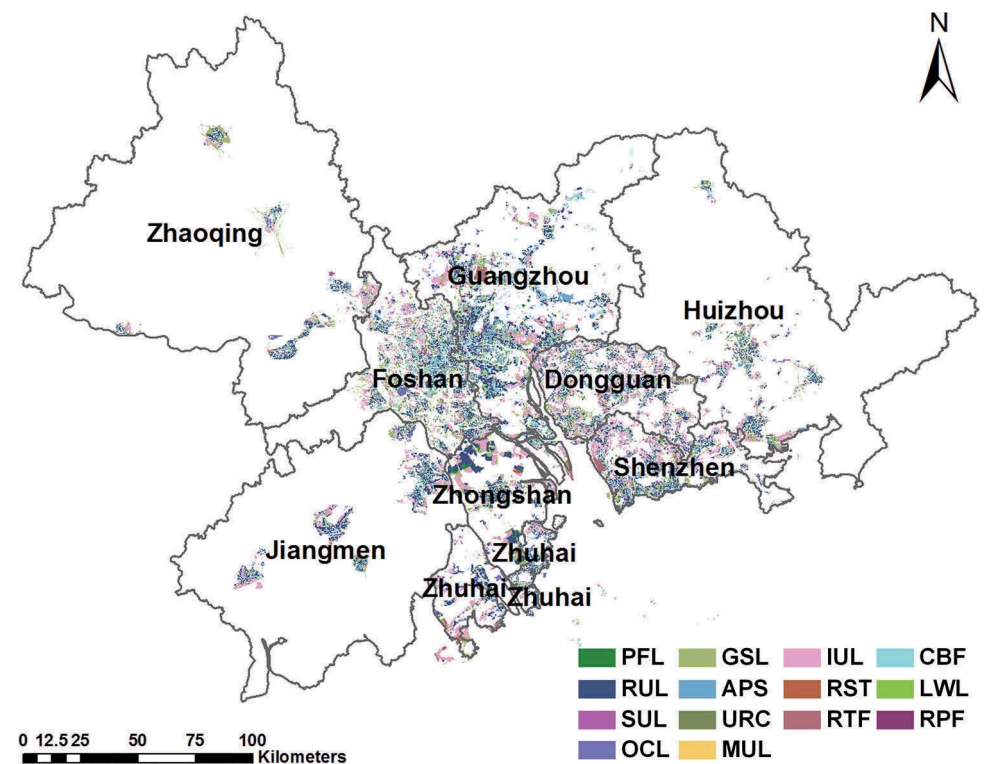 N
Zhaoqing
Guangzhou
Huizhou
Foshan
Dongguan
Shenzhen
Zhongshan
Jiangmen
Zhuhai
Zhuhai
Zhuhai
PFL GSL IUL CBF
RUL APS RST LWL
SUL URC RTF RPF
OCL MUL
0 12.5 25 50 75 100
Kilometers